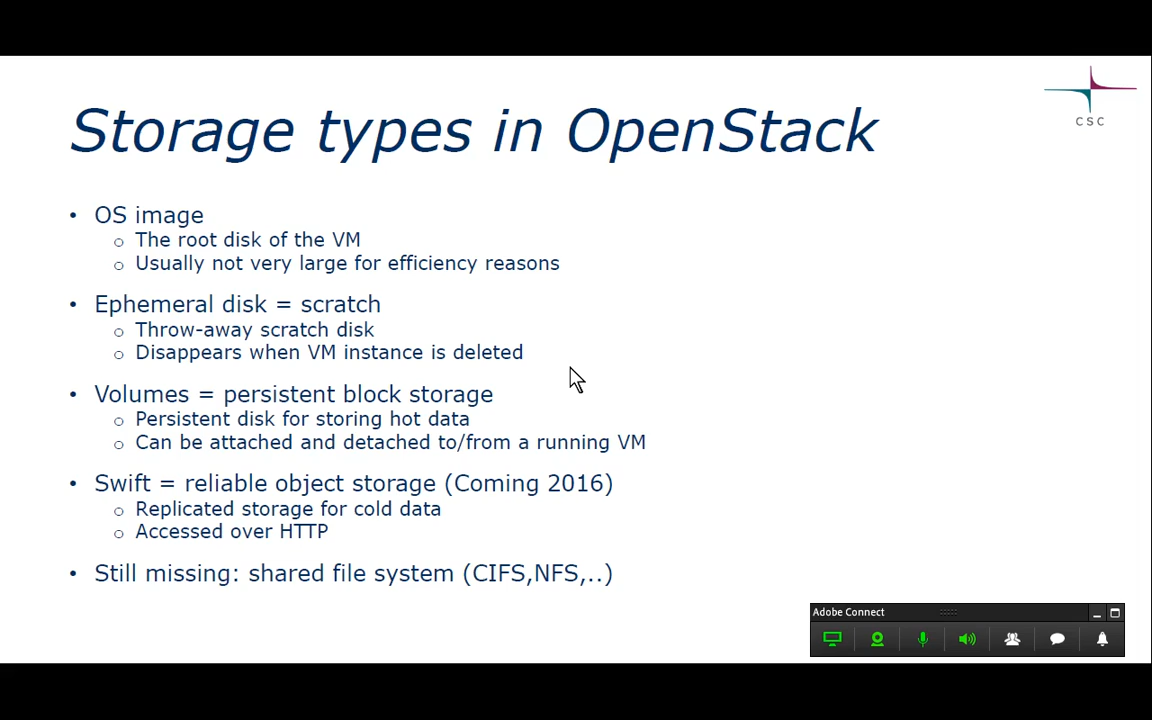 CSC
Storage types in OpenStack
• OS image
o The root disk of the VM
o Usually not very large for efficiency reasons
• Ephemeral disk = scratch
o Throw-away scratch disk
o Disappears when VM instance is deleted
• Volumes = persistent block storage
o Persistent disk for storing hot data
o Can be attached and detached to/from a running VM
• Swift = reliable object storage (Coming 2016)
o Replicated storage for cold data
o Accessed over HTTP
• Still missing: shared file system (CIFS,NFS,..)
Adobe Connect